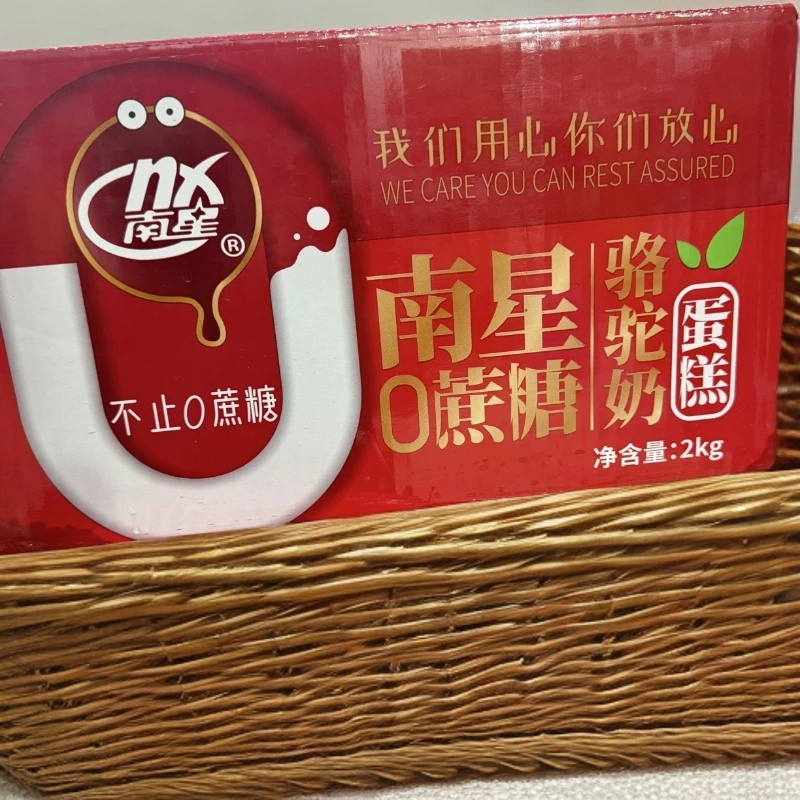 nx
南星
®
不止0蔗糖
我们用心你们放心
WE CARE YOU CAN REST ASSURED
南星
0蔗糖
骆驼奶
蛋糕
净含量:2kg